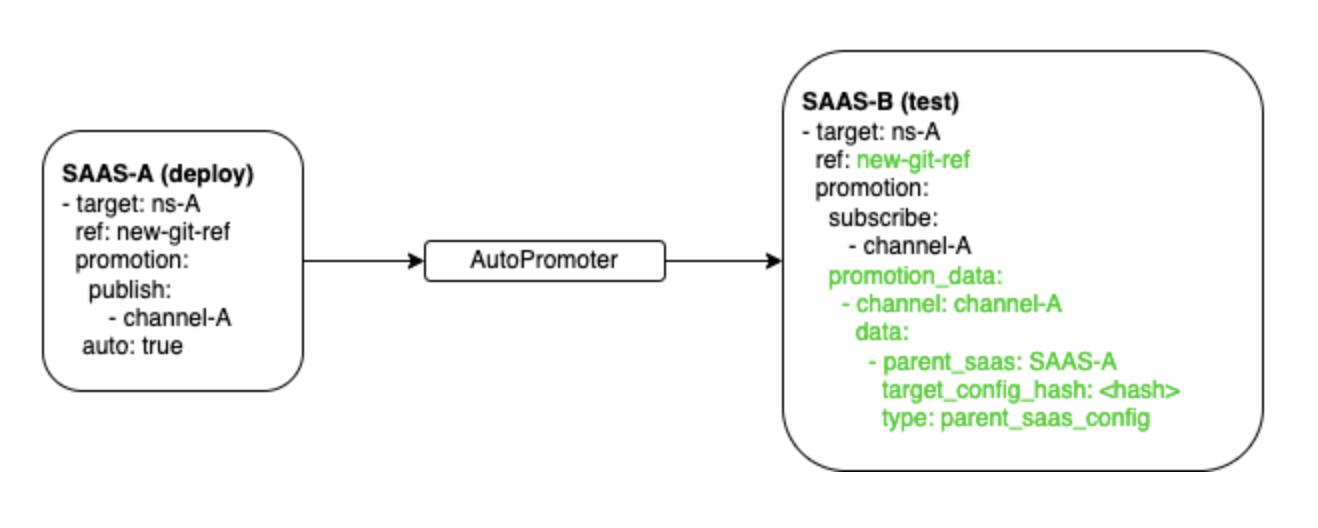 SAAS-A (deploy)
- target: ns-A
ref: new-git-ref
promotion:
publish:
- channel-A
auto: true
AutoPromoter
SAAS-B (test)
- target: ns-A
ref: new-git-ref
promotion:
subscribe:
- channel-A
promotion_data:
- channel: channel-A
data:
- parent_saas: SAAS-A
target_config_hash: <hash>
type: parent_saas_config